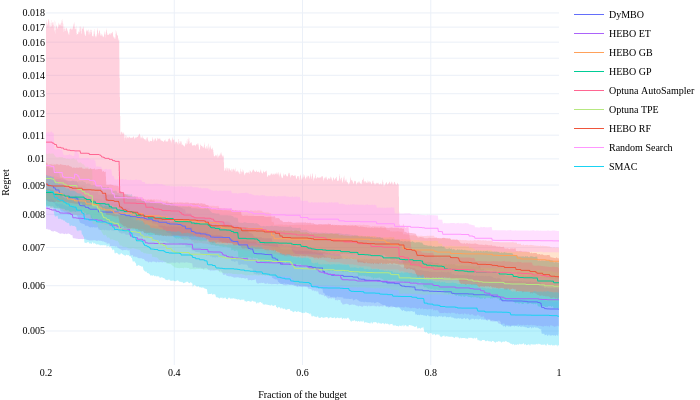 0.018
0.017
0.016
0.015
0.014
0.013
0.012
0.011
0.01
0.009
0.008
0.007
0.006
0.005
Regret
0.2
0.4
0.6
0.8
1
Fraction of the budget
DyMBO
HEBO ET
HEBO GB
HEBO GP
Optuna AutoSampler
Optuna TPE
HEBO RF
Random Search
SMAC